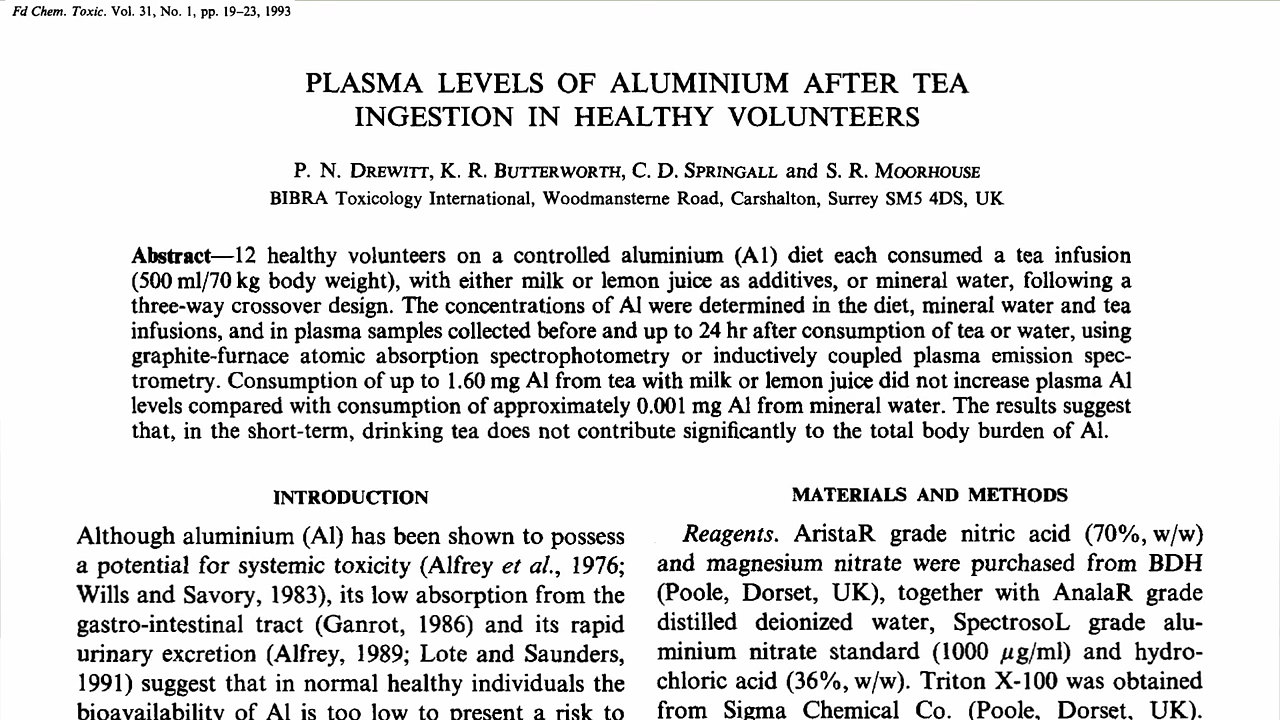 Fd Chem. Toxic. Vol. 31, No. 1, pp. 19–23, 1993
PLASMA LEVELS OF ALUMINIUM AFTER TEA
INGESTION IN HEALTHY VOLUNTEERS
P. N. DREWITT, K. R. BUTTERWORTH, C. D. SPRINGALL and S. R. MOORHOUSE
BIBRA Toxicology International, Woodmansterne Road, Carshalton, Surrey SM5 4DS, UK
Abstract—12 healthy volunteers on a controlled aluminium (Al) diet each consumed a tea infusion
(500 ml/70 kg body weight), with either milk or lemon juice as additives, or mineral water, following a
three-way crossover design. The concentrations of Al were determined in the diet, mineral water and tea
infusions, and in plasma samples collected before and up to 24 hr after consumption of tea or water, using
graphite-furnace atomic absorption spectrophotometry or inductively coupled plasma emission spec-
trometry. Consumption of up to 1.60 mg Al from tea with milk or lemon juice did not increase plasma Al
levels compared with consumption of approximately 0.001 mg Al from mineral water. The results suggest
that, in the short-term, drinking tea does not contribute significantly to the total body burden of Al.
INTRODUCTION
Although aluminium (Al) has been shown to possess
a potential for systemic toxicity (Alfrey et al., 1976;
Wills and Savory, 1983), its low absorption from the
gastro-intestinal tract (Ganrot, 1986) and its rapid
urinary excretion (Alfrey, 1989; Lote and Saunders,
1991) suggest that in normal healthy individuals the
bioavailability of Al is too low to present a risk to
MATERIALS AND METHODS
Reagents. AristaR grade nitric acid (70%, w/w)
and magnesium nitrate were purchased from BDH
(Poole, Dorset, UK), together with AnalaR grade
distilled deionized water, SpectrosoL grade alu-
minium nitrate standard (1000 μg/ml) and hydro-
chloric acid (36%, w/w). Triton X-100 was obtained
from Sigma Chemical Co. (Poole, Dorset, UK).